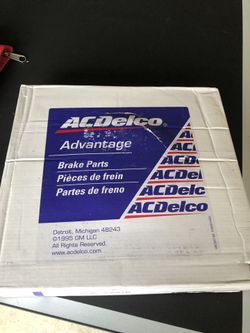 ACDelco
Advantage
Brake Parts
Pièces de frein
Partes de freno
ACDelco
ACDelco
ACDelco
ACDelco
ACDelco
ACDelco
Detroit, Michigan 48243
©1995 GM LLC
All Rights Reserved.
www.acdelco.com